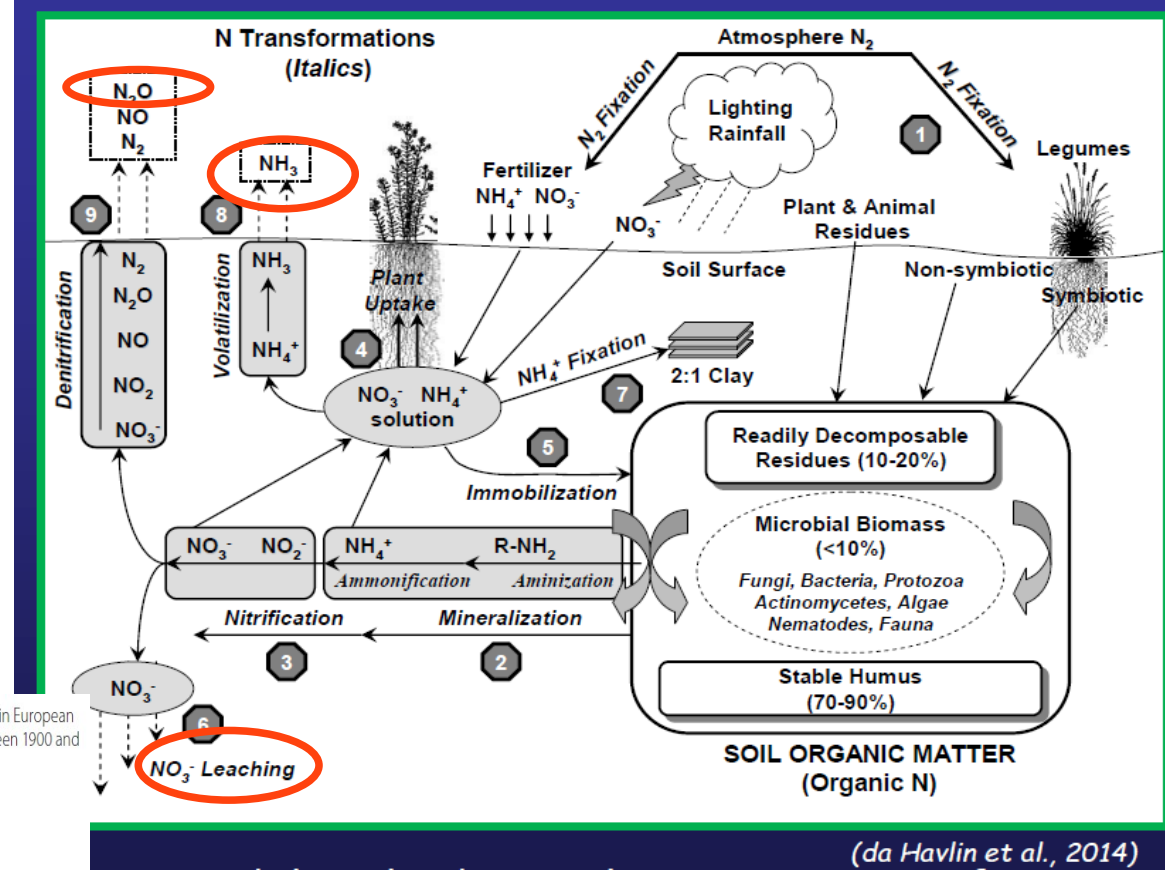 N Transformations
(Italics)
Atmosphere N₂
N₂ Fixation
N₂ Fixation
1
Lighting
Rainfall
Legumes
N₂O
NO
N₂
NH₃
9
8
Fertilizer
NH₄⁺ NO₃⁻
NO₃⁻
Plant & Animal
Residues
Soil Surface
Non-symbiotic
Symbiotic
Denitrification
N₂
N₂O
NO
NO₂
NO₃⁻
Volatilization
NH₃
NH₄⁺
Plant
Uptake
4
NO₃⁻ NH₄⁺
solution
NH₄⁺ Fixation
7
2:1 Clay
5
Immobilization
Readily Decomposable
Residues (10-20%)
Microbial Biomass
(<10%)
Fungi, Bacteria, Protozoa
Actinomycetes, Algae
Nematodes, Fauna
Stable Humus
(70-90%)
SOIL ORGANIC MATTER
(Organic N)
NO₃⁻ NO₂⁻
NH₄⁺ R-NH₂
Ammonification Aminization
Nitrification Mineralization
3 2
NO₃⁻
6
NO₃⁻ Leaching
in European
een 1900 and
(da Havlin et al., 2014)